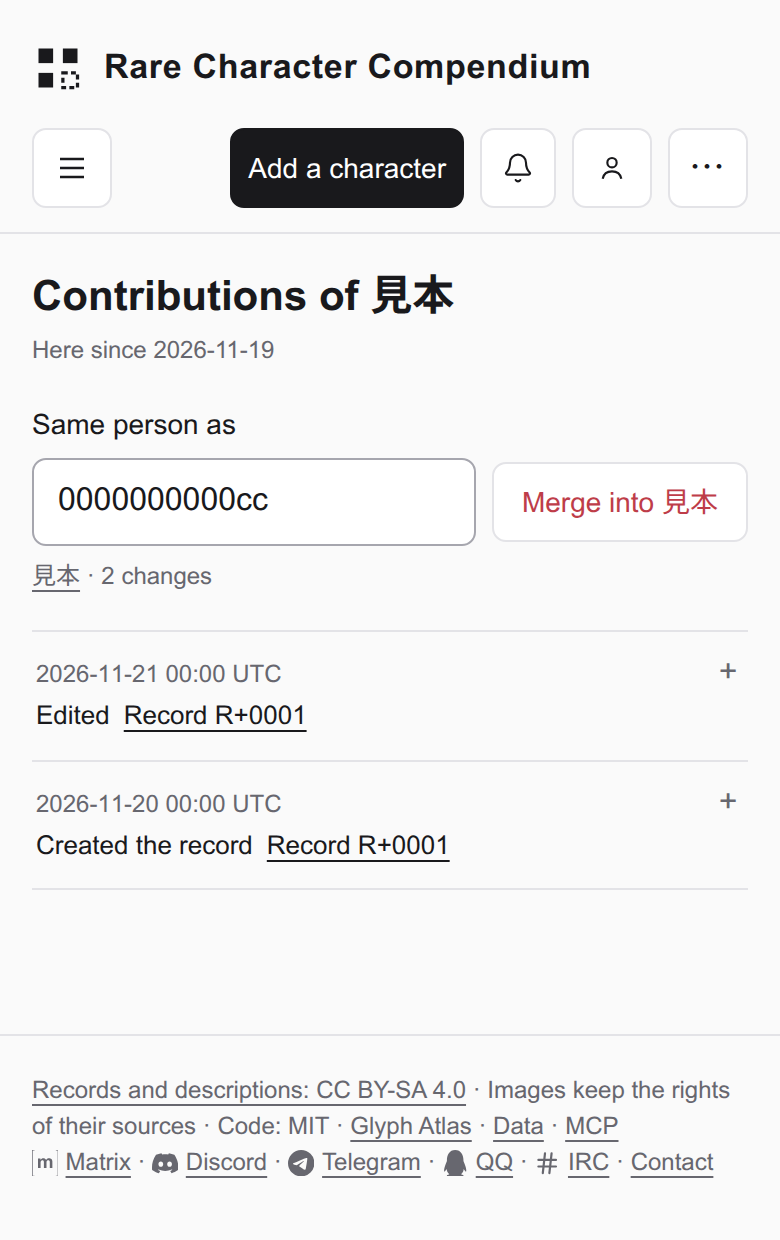 Rare Character Compendium
Add a character
Contributions of 見本
Here since 2026-11-19
Same person as
0000000000cc
Merge into 見本
見本 · 2 changes
2026-11-21 00:00 UTC
+
Edited Record R+0001
2026-11-20 00:00 UTC
+
Created the record Record R+0001
Records and descriptions: CC BY-SA 4.0 · Images keep the rights
of their sources · Code: MIT · Glyph Atlas · Data · MCP
[m] Matrix · Discord · Telegram · QQ · # IRC · Contact